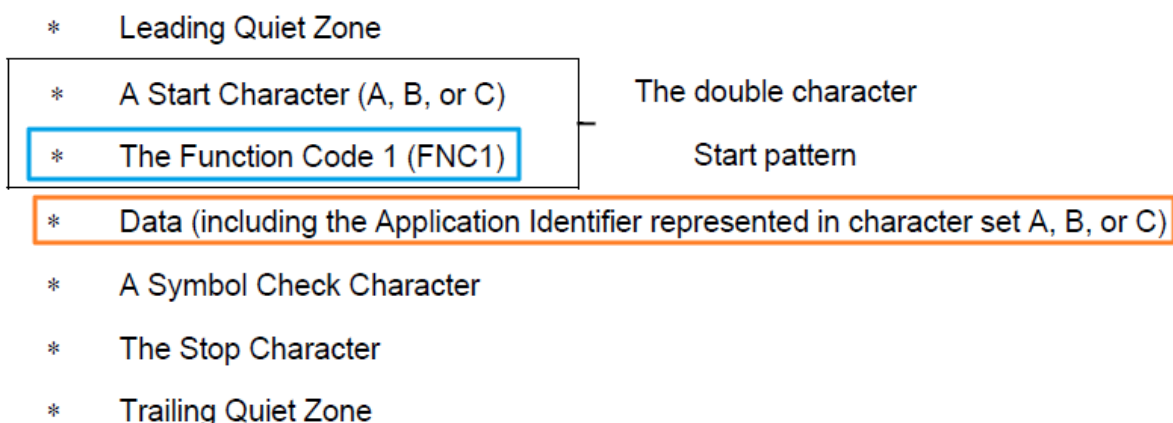 * Leading Quiet Zone
* A Start Character (A, B, or C)
The double character
* The Function Code 1 (FNC1)
Start pattern
* Data (including the Application Identifier represented in character set A, B, or C)
* A Symbol Check Character
* The Stop Character
* Trailing Quiet Zone